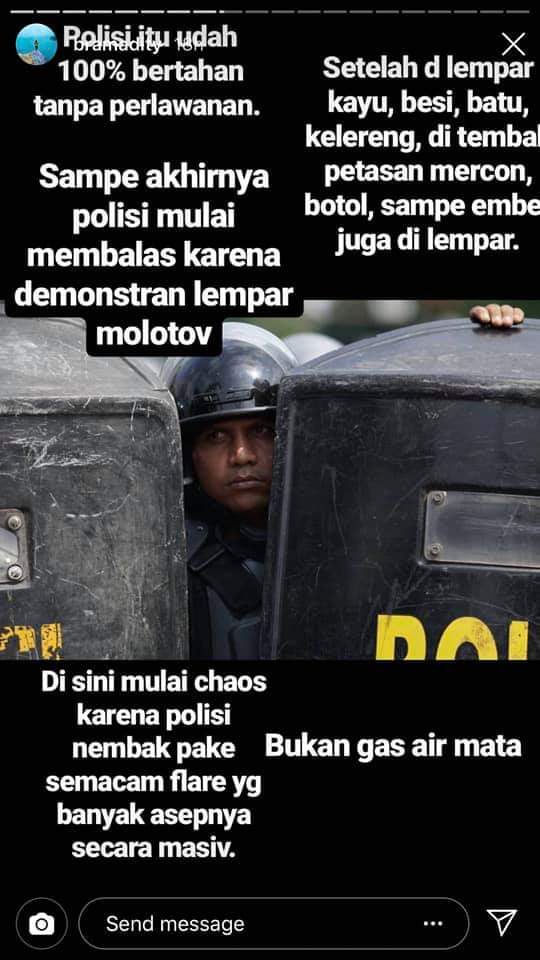 Polisi itu udah
100% bertahan
tanpa perlawanan.
Setelah d lempar
kayu, besi, batu,
kelereng, di tembak
petasan mercon,
botol, sampe ember
juga di lempar.
Sampe akhirnya
polisi mulai
membalas karena
demonstran lempar
molotov
POL
Di sini mulai chaos
karena polisi
nembak pake
semacam flare yg
banyak asepnya
secara masiv.
Bukan gas air mata
Send message